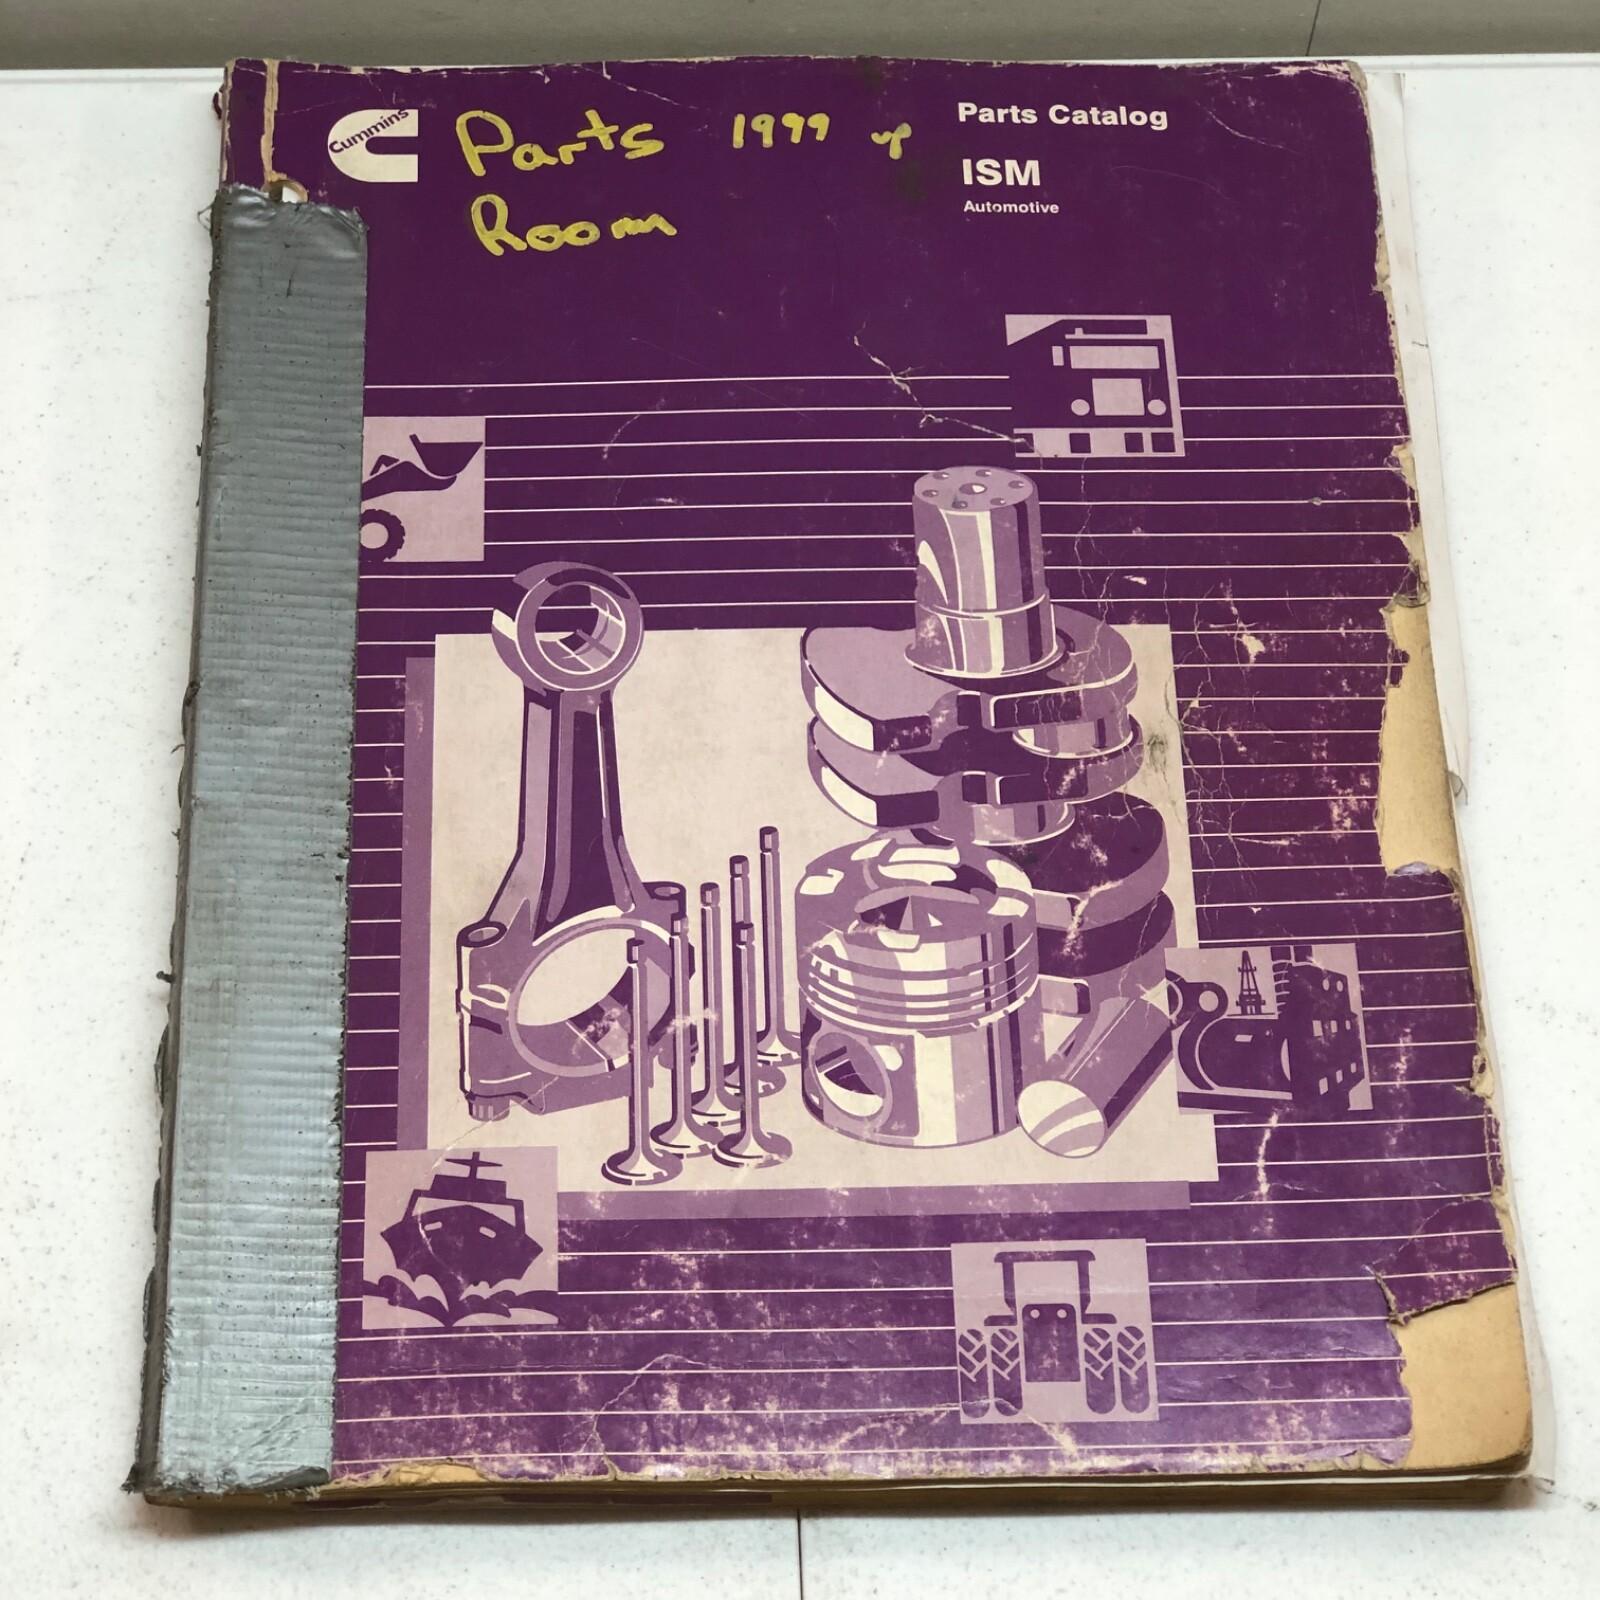 Cummins
Parts 1999 up
Room
Parts Catalog
ISM
Automotive